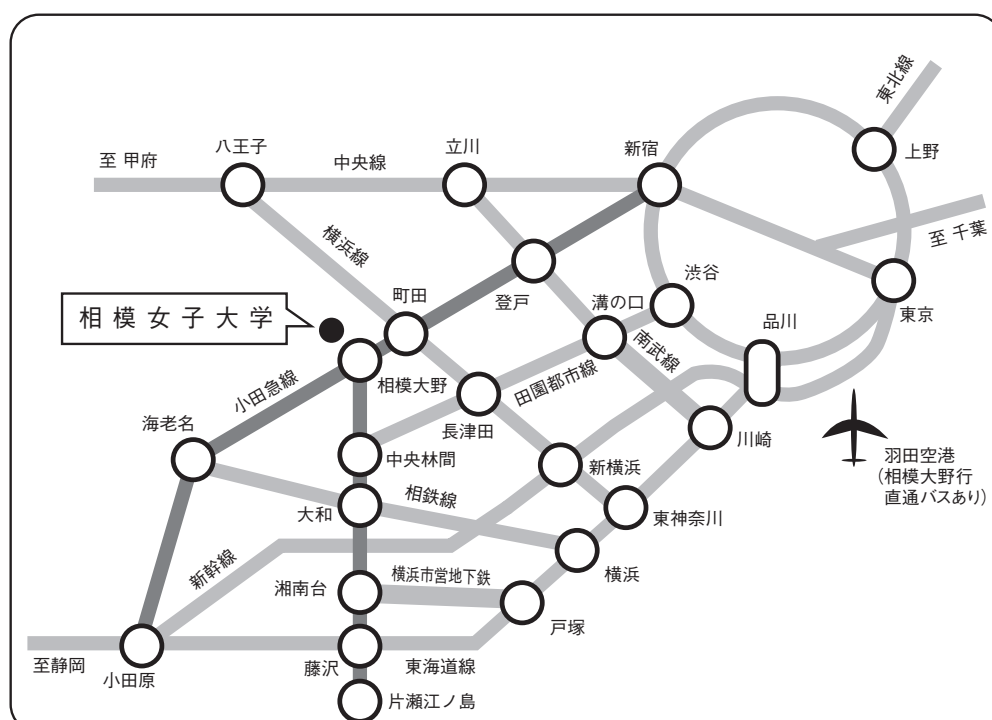 東北線
八王子
立川
新宿
上野
至 甲府
中央線
横浜線
至 千葉
渋谷
町田
登戸
溝の口
品川
東京
相模女子大学
南武線
小田急線
相模大野
田園都市線
海老名
長津田
川崎
中央林間
新横浜
羽田空港
(相模大野行
直通バスあり)
相鉄線
大和
東神奈川
新幹線
横浜
横浜市営地下鉄
湘南台
戸塚
至静岡
小田原
藤沢
東海道線
片瀬江ノ島